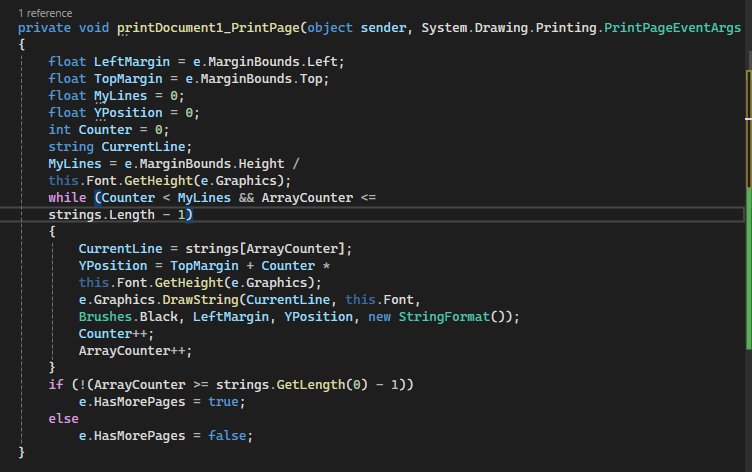 1 reference
private void printDocument1_PrintPage(object sender, System.Drawing.Printing.PrintPageEventArgs
{
float LeftMargin = e.MarginBounds.Left;
float TopMargin = e.MarginBounds.Top;
float MyLines = 0;
float YPosition = 0;
int Counter = 0;
string CurrentLine;
MyLines = e.MarginBounds.Height /
this.Font.GetHeight(e.Graphics);
while (Counter < MyLines && ArrayCounter <=
strings.Length - 1)
{
CurrentLine = strings[ArrayCounter];
YPosition = TopMargin + Counter *
this.Font.GetHeight(e.Graphics);
e.Graphics.DrawString(CurrentLine, this.Font,
Brushes.Black, LeftMargin, YPosition, new StringFormat());
Counter++;
ArrayCounter++;
}
if (!(ArrayCounter >= strings.GetLength(0) - 1))
e.HasMorePages = true;
else
e.HasMorePages = false;
}